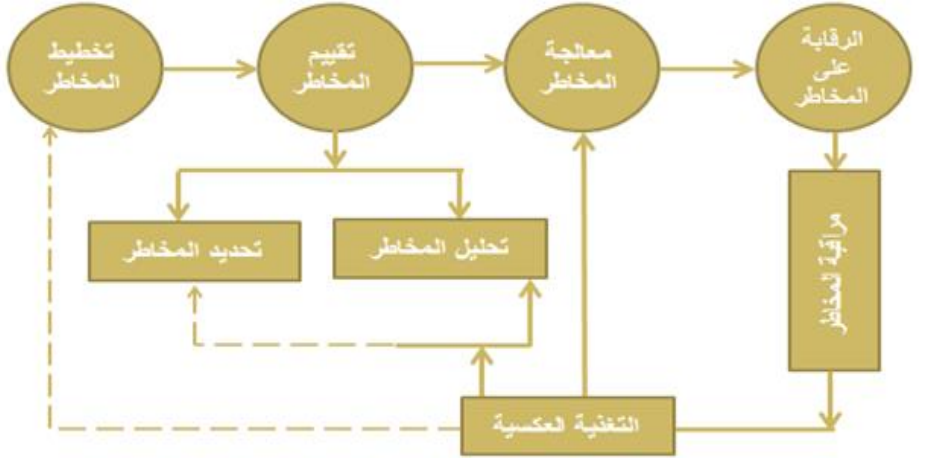 تخطيط
المخاطر
تقييم
المخاطر
معالجة
المخاطر
الرقابة
على
المخاطر
تحديد المخاطر
تحليل المخاطر
مراقبة المخاطر
التغذية العكسية